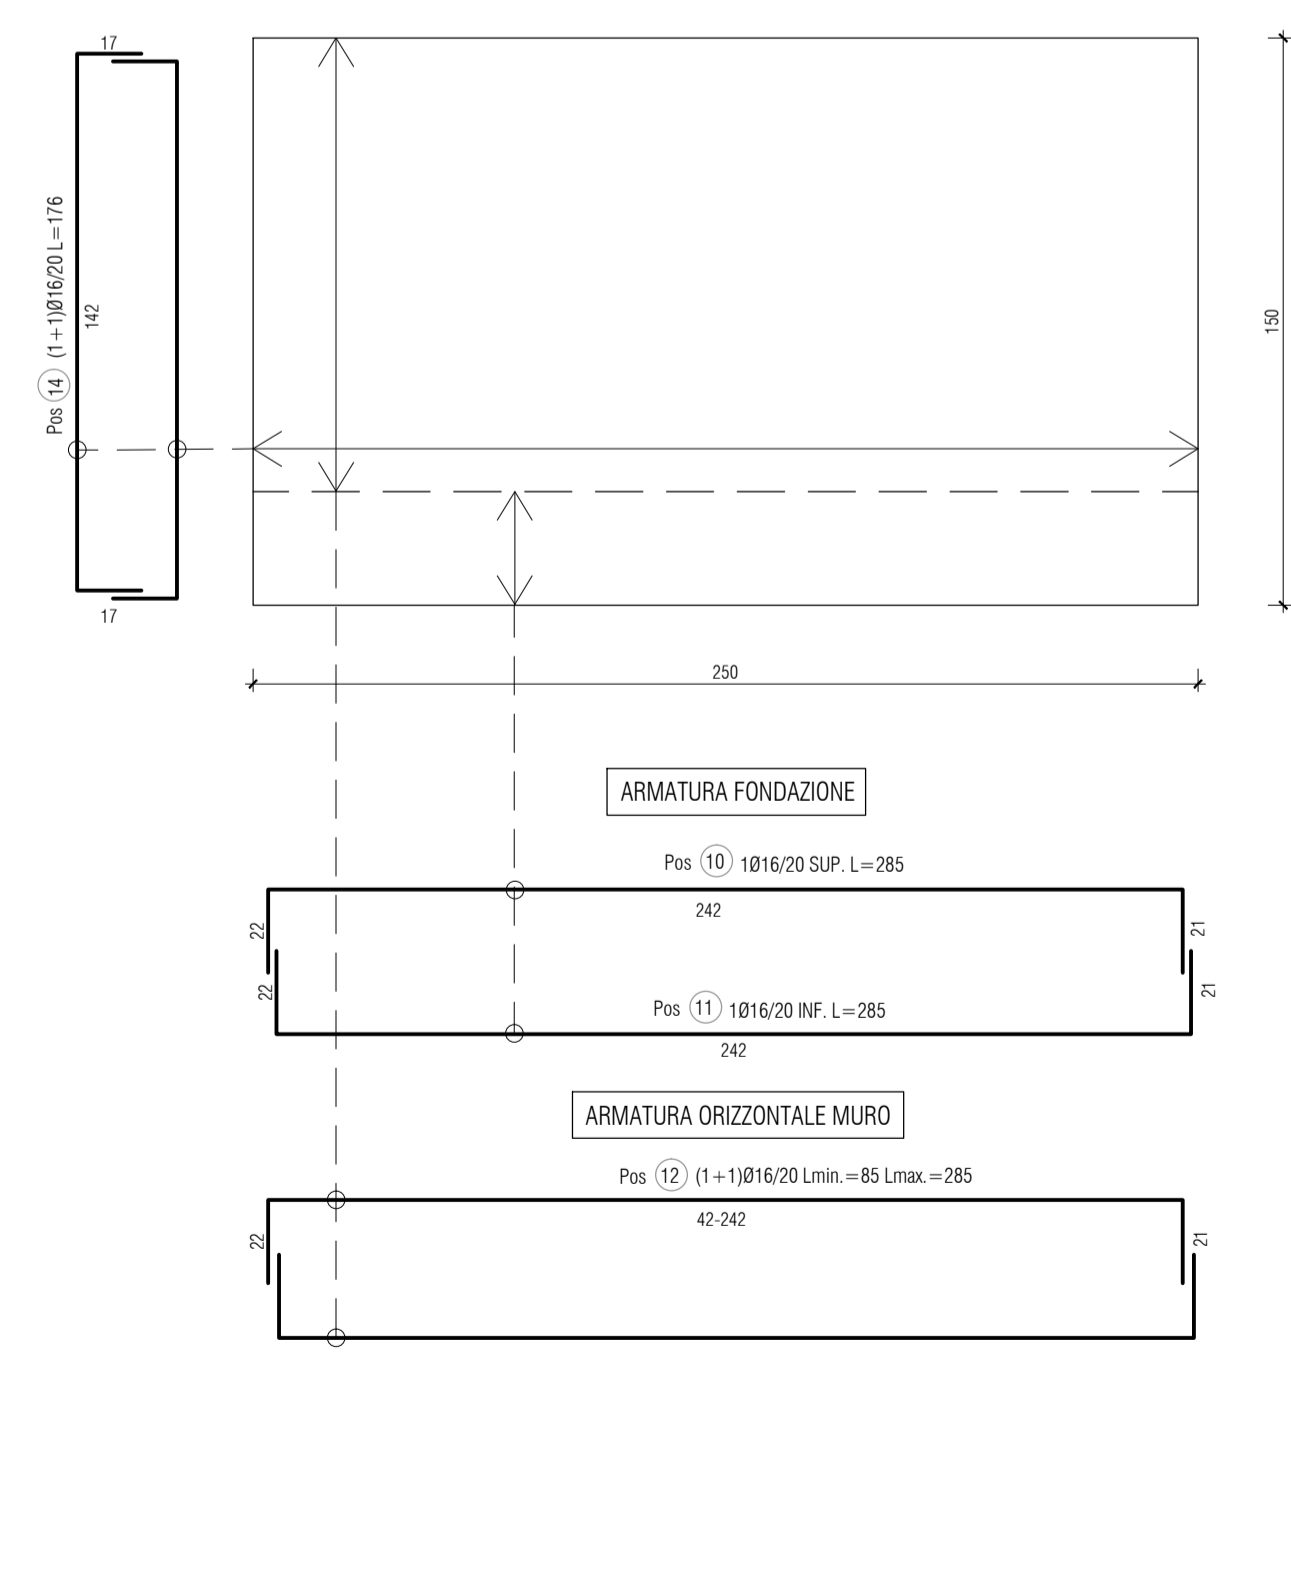 17
Pos 14 (1+1)Ø16/20 L=176
142
17
150
250
ARMATURA FONDAZIONE
Pos 10 1Ø16/20 SUP. L=285
242
22
21
22
21
Pos 11 1Ø16/20 INF. L=285
242
ARMATURA ORIZZONTALE MURO
Pos 12 (1+1)Ø16/20 Lmin.=85 Lmax.=285
42-242
22
21